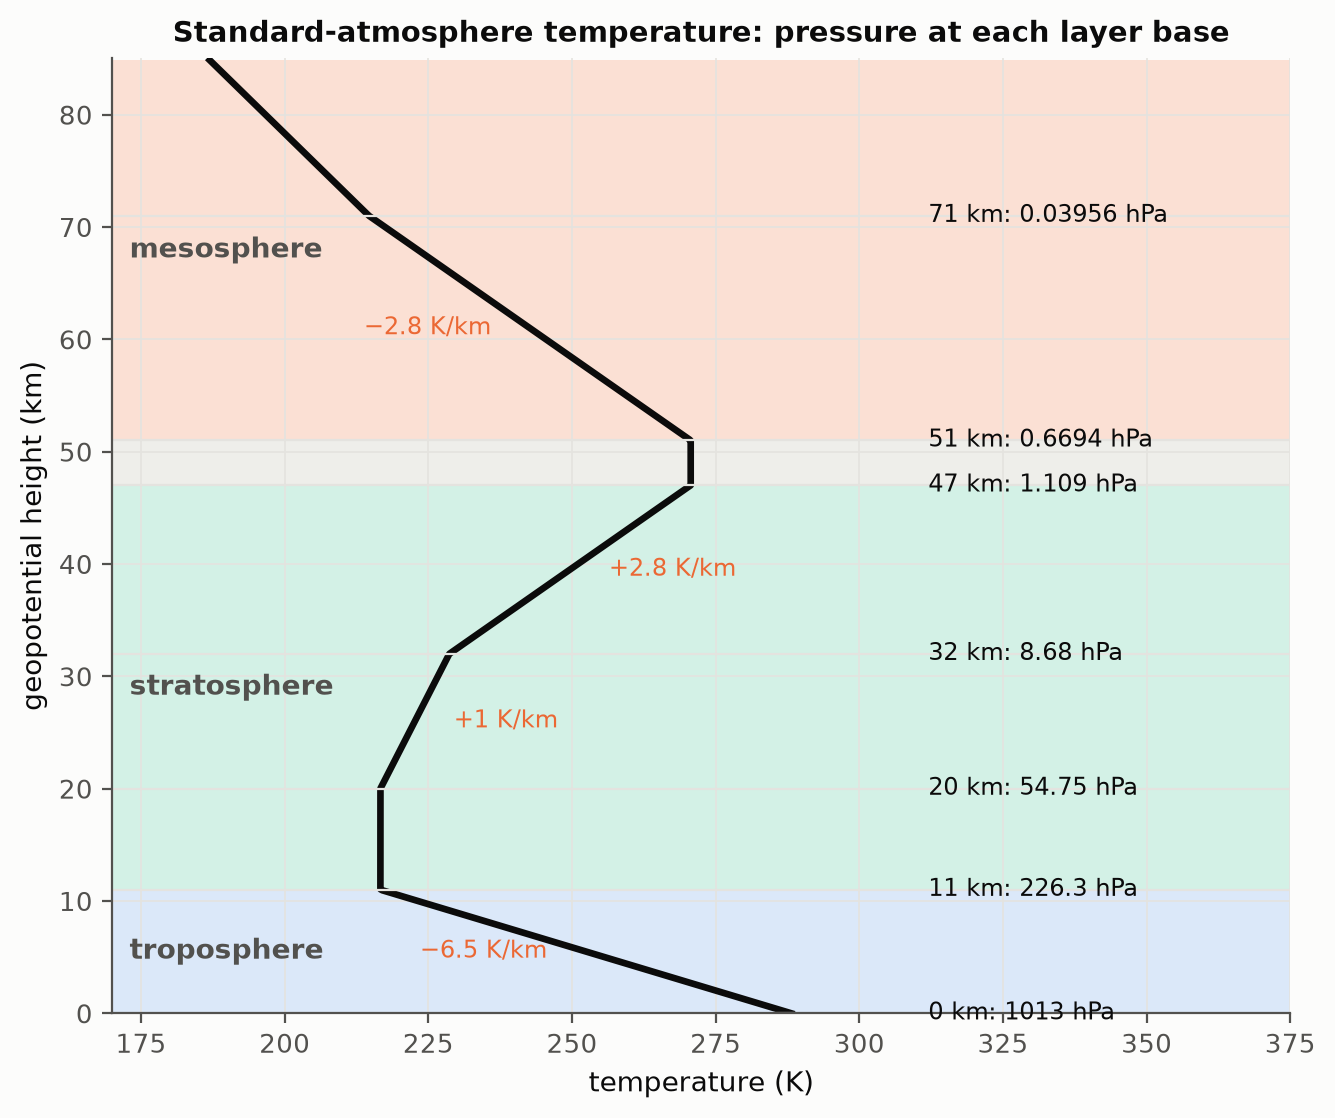 Standard-atmosphere temperature: pressure at each layer base
geopotential height (km)
80
70
60
50
40
30
20
10
0
71 km: 0.03956 hPa
mesosphere
−2.8 K/km
51 km: 0.6694 hPa
47 km: 1.109 hPa
+2.8 K/km
32 km: 8.68 hPa
stratosphere
+1 K/km
20 km: 54.75 hPa
11 km: 226.3 hPa
troposphere
−6.5 K/km
0 km: 1013 hPa
175 200 225 250 275 300 325 350 375
temperature (K)